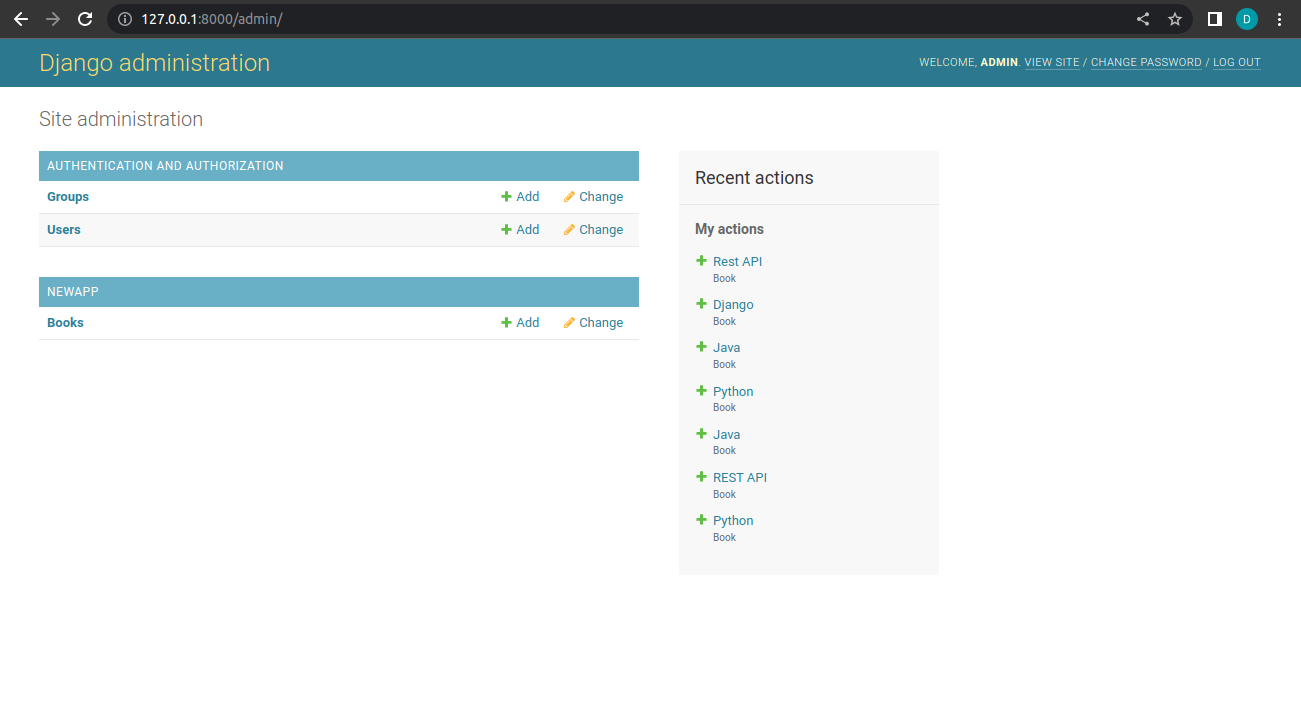 127.0.0.1:8000/admin/
D
Django administration
WELCOME, ADMIN. VIEW SITE / CHANGE PASSWORD / LOG OUT
Site administration
AUTHENTICATION AND AUTHORIZATION
Groups Add Change
Users Add Change
NEWAPP
Books Add Change
Recent actions
My actions
Rest API
Book
Django
Book
Java
Book
Python
Book
Java
Book
REST API
Book
Python
Book